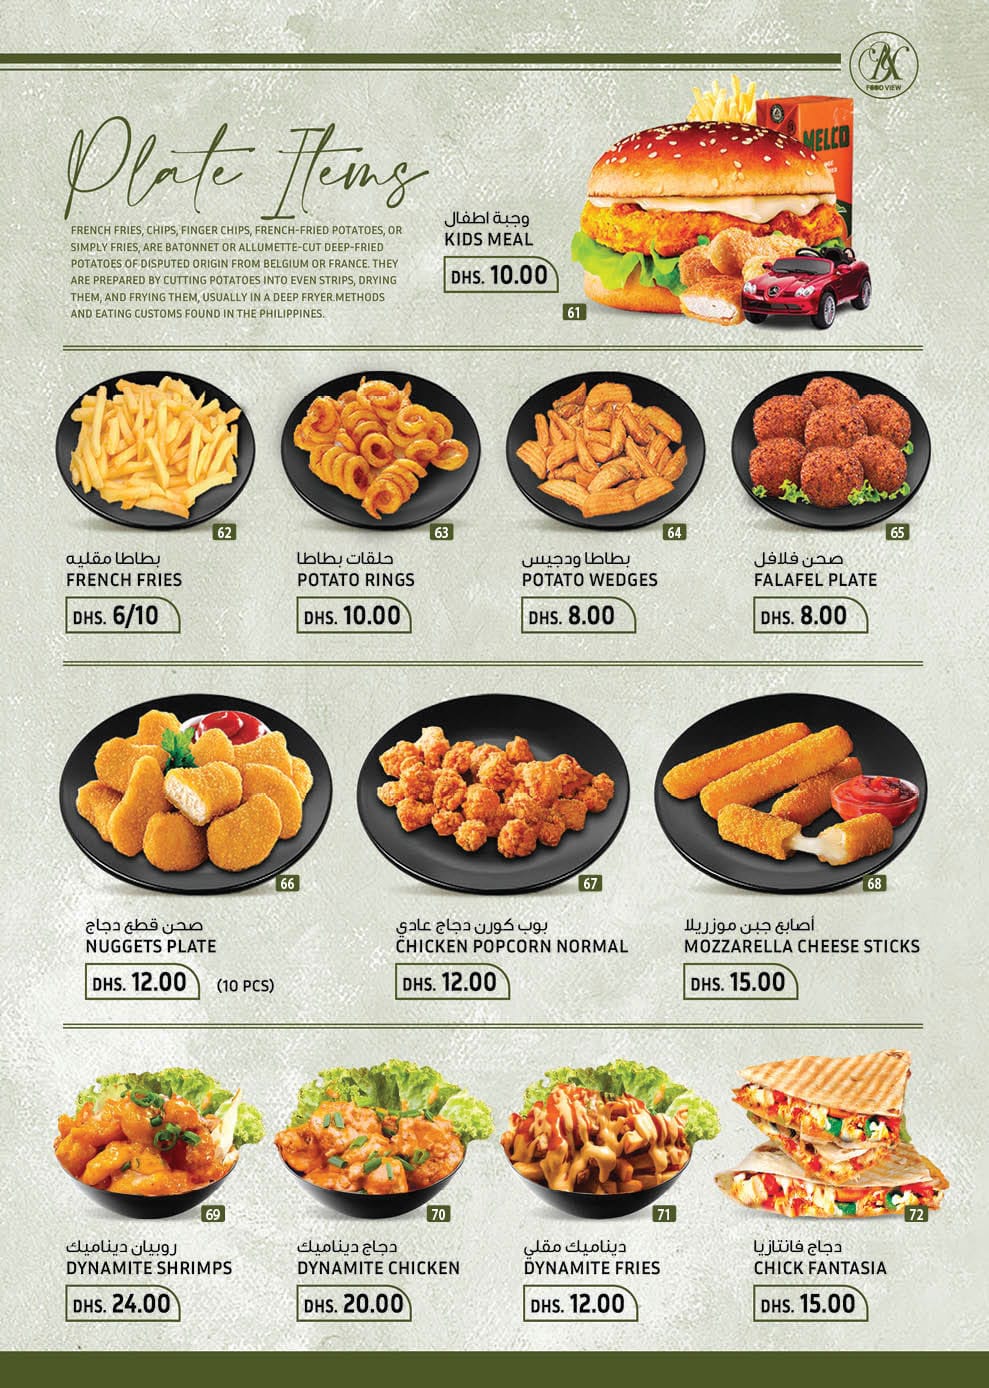 FOOD VIEW
Plate Items
FRENCH FRIES, CHIPS, FINGER CHIPS, FRENCH-FRIED POTATOES, OR
SIMPLY FRIES, ARE BATONNET OR ALLUMETTE-CUT DEEP-FRIED
POTATOES OF DISPUTED ORIGIN FROM BELGIUM OR FRANCE. THEY
ARE PREPARED BY CUTTING POTATOES INTO EVEN STRIPS, DRYING
THEM, AND FRYING THEM, USUALLY IN A DEEP FRYER.METHODS
AND EATING CUSTOMS FOUND IN THE PHILIPPINES.
وجبة اطفال
KIDS MEAL
DHS. 10.00
MELCO
61
62
بطاطا مقليه
FRENCH FRIES
DHS. 6/10
63
حلقات بطاطا
POTATO RINGS
DHS. 10.00
64
بطاطا ودجيس
POTATO WEDGES
DHS. 8.00
65
صحن فلافل
FALAFEL PLATE
DHS. 8.00
66
صحن قطع دجاج
NUGGETS PLATE
DHS. 12.00 (10 PCS)
67
بوب كورن دجاج عادي
CHICKEN POPCORN NORMAL
DHS. 12.00
68
أصابع جبن موزريلا
MOZZARELLA CHEESE STICKS
DHS. 15.00
69
روبيان ديناميك
DYNAMITE SHRIMPS
DHS. 24.00
70
دجاج ديناميك
DYNAMITE CHICKEN
DHS. 20.00
71
ديناميك مقلي
DYNAMITE FRIES
DHS. 12.00
72
دجاج فانتازيا
CHICK FANTASIA
DHS. 15.00